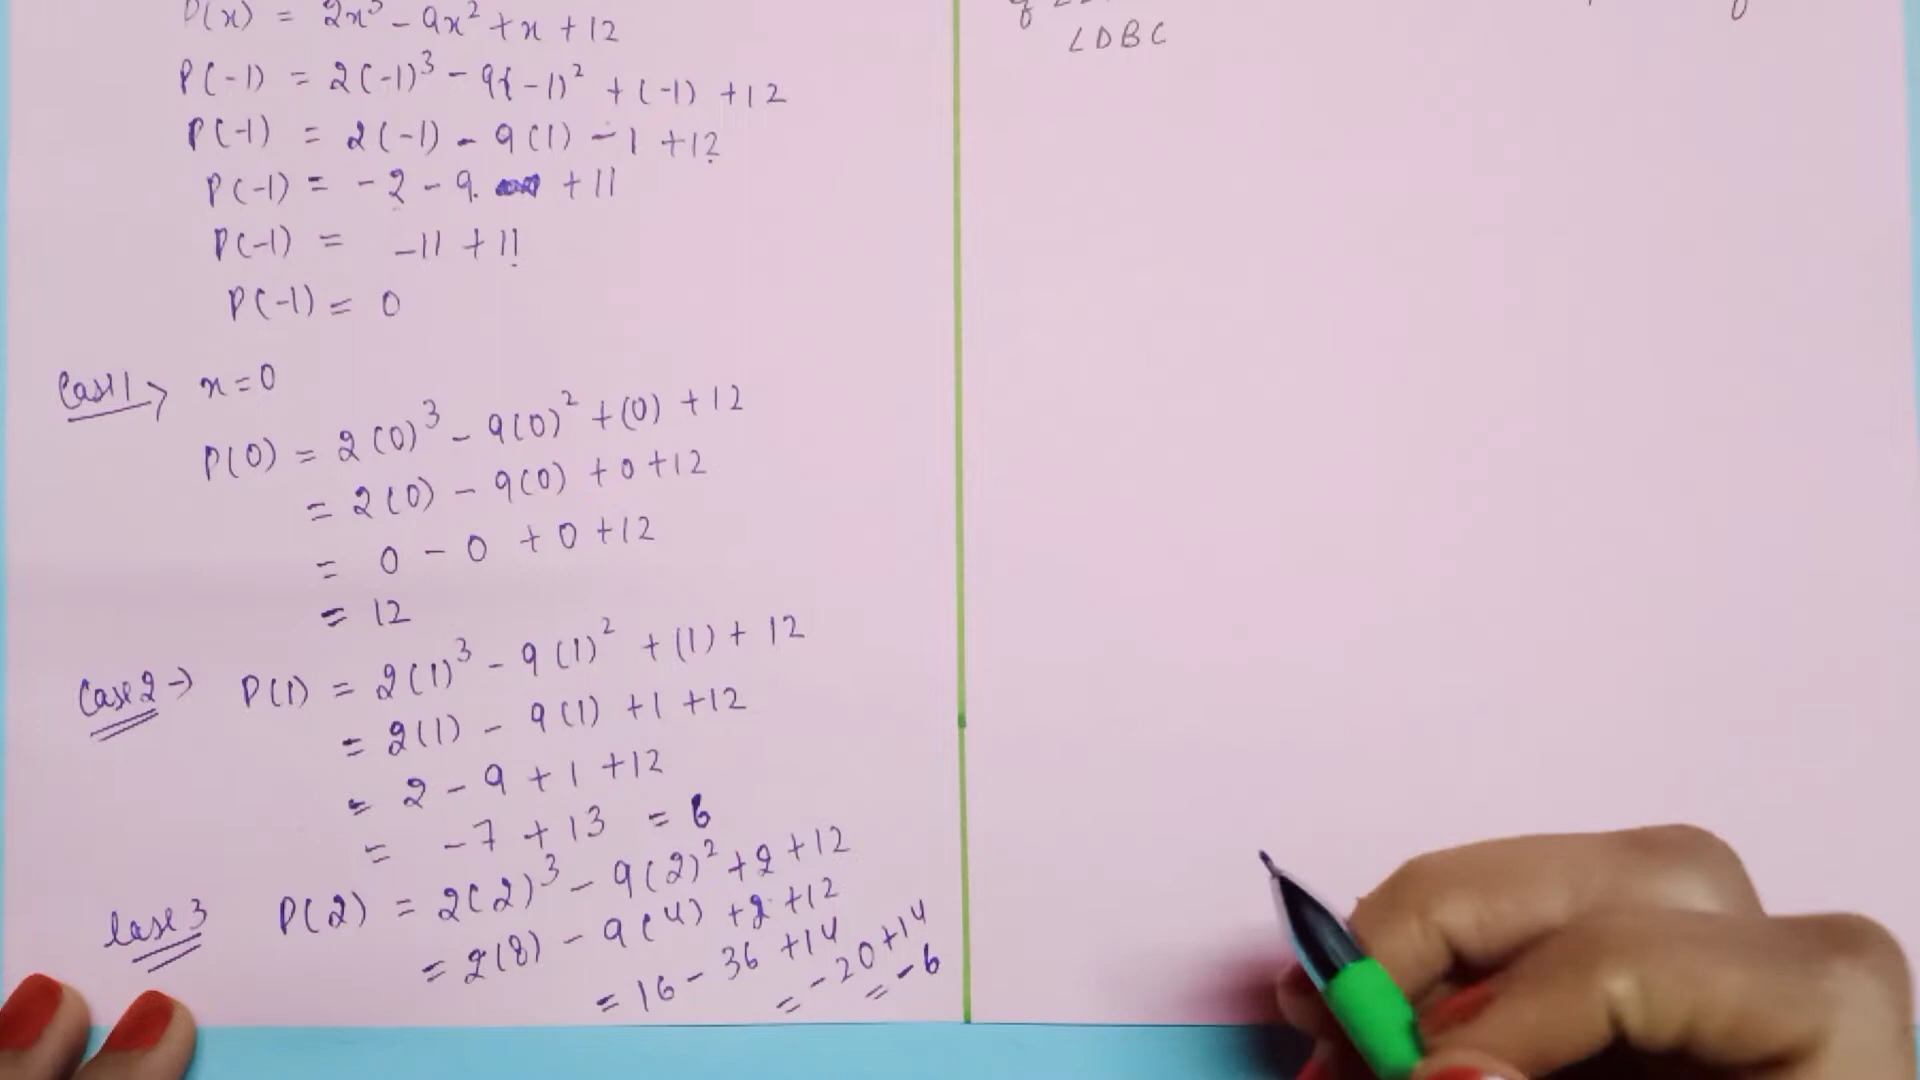 P(x) = 2x³ - 9x² + x + 12
P(-1) = 2(-1)³ - 9(-1)² + (-1) + 12
P(-1) = 2(-1) - 9(1) - 1 + 12
P(-1) = -2 - 9 + 11
P(-1) = -11 + 11
P(-1) = 0
Case 1 → x = 0
P(0) = 2(0)³ - 9(0)² + (0) + 12
= 2(0) - 9(0) + 0 + 12
= 0 - 0 + 0 + 12
= 12
Case 2 → P(1) = 2(1)³ - 9(1)² + (1) + 12
= 2(1) - 9(1) + 1 + 12
= 2 - 9 + 1 + 12
= -7 + 13 = 6
Case 3 P(2) = 2(2)³ - 9(2)² + 2 + 12
= 2(8) - 9(4) + 2 + 12
= 16 - 36 + 14
= -20 + 14
= -6
∠DBC